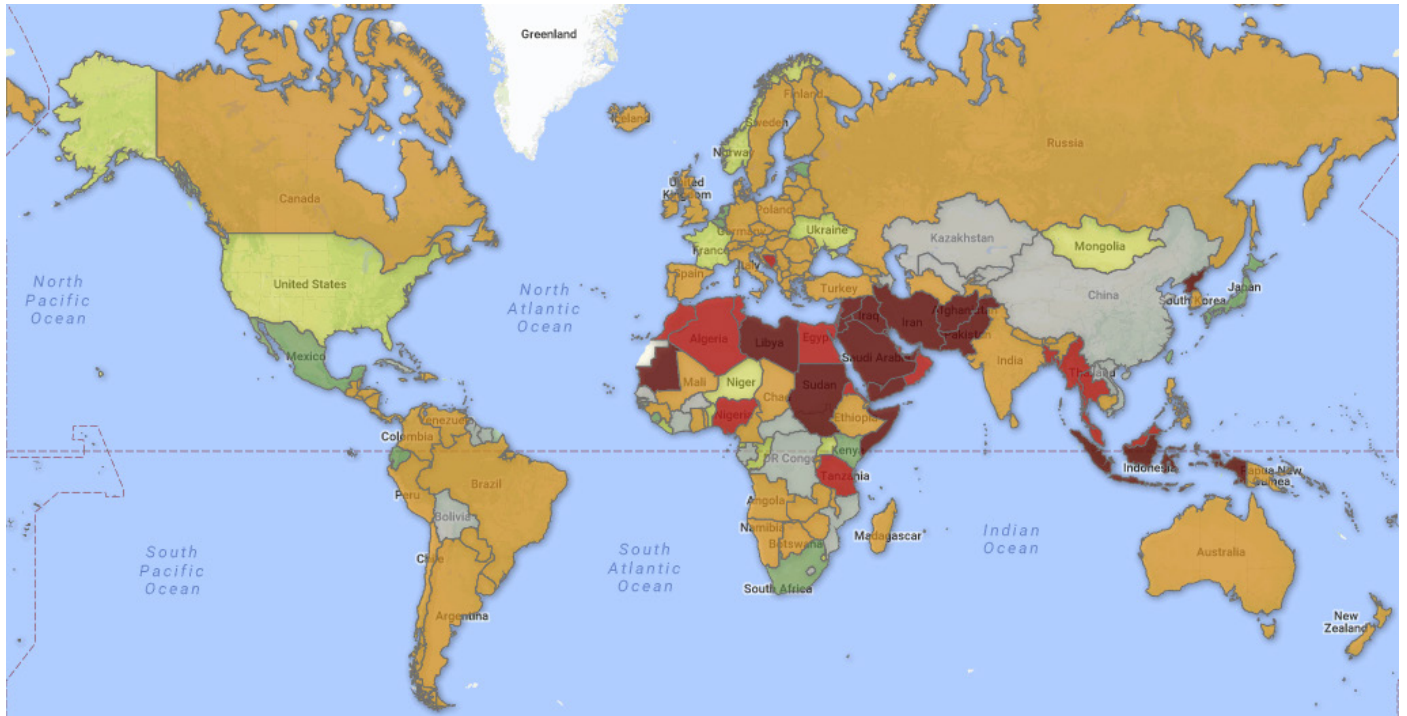 Greenland
Iceland
Finland
Sweden
Norway
Russia
Canada
United
Kingdom
Poland
Germany
Ukraine
France
Kazakhstan
Mongolia
Italy
Spain
Turkey
North
Pacific
Ocean
United States
North
Atlantic
Ocean
China
South Korea
Japan
Iraq
Iran
Afghanistan
Pakistan
Algeria
Libya
Egyp
Saudi Arabia
Mexico
India
Thailand
Mali
Niger
Chad
Sudan
Nigeria
Ethiopia
Venezuela
Colombia
DR Congo
Kenya
Indonesia
Papua New
Guinea
Tanzania
Peru
Brazil
Angola
Bolivia
Namibia
Botswana
Madagascar
Indian
Ocean
Australia
South
Pacific
Ocean
Chile
South
Atlantic
Ocean
South Africa
Argentina
New
Zealand